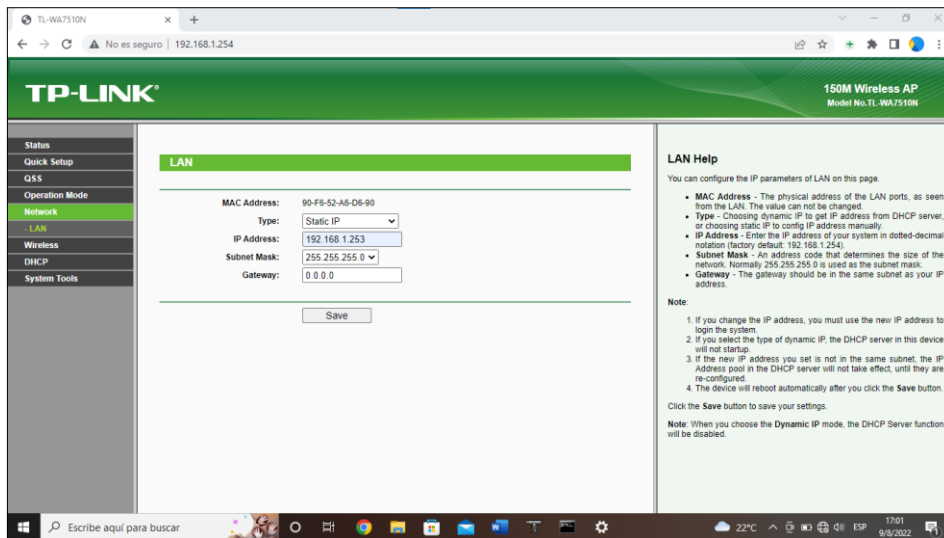 TL-WA7510N
No es seguro | 192.168.1.254
TP-LINK®
150M Wireless AP
Model No.TL-WA7510N
Status
Quick Setup
QSS
Operation Mode
Network
- LAN
Wireless
DHCP
System Tools
LAN
MAC Address: 90-F6-52-A6-D6-90
Type: Static IP
IP Address: 192.168.1.253
Subnet Mask: 255.255.255.0
Gateway: 0.0.0.0
Save
LAN Help
You can configure the IP parameters of LAN on this page.
• MAC Address - The physical address of the LAN ports, as seen
from the LAN. The value can not be changed.
• Type - Choosing dynamic IP to get IP address from DHCP server,
or choosing static IP to config IP address manually.
• IP Address - Enter the IP address of your system in dotted-decimal
notation (factory default: 192.168.1.254).
• Subnet Mask - An address code that determines the size of the
network. Normally 255.255.255.0 is used as the subnet mask.
• Gateway - The gateway should be in the same subnet as your IP
address.
Note:
1. If you change the IP address, you must use the new IP address to
login the system.
2. If you select the type of dynamic IP, the DHCP server in this device
will not startup.
3. If the new IP address you set is not in the same subnet, the IP
Address pool in the DHCP server will not take effect, until they are
re-configured.
4. The device will reboot automatically after you click the Save button.
Click the Save button to save your settings.
Note: When you choose the Dynamic IP mode, the DHCP Server function
will be disabled.
Escribe aquí para buscar
22°C
ESP
17:01
9/8/2022